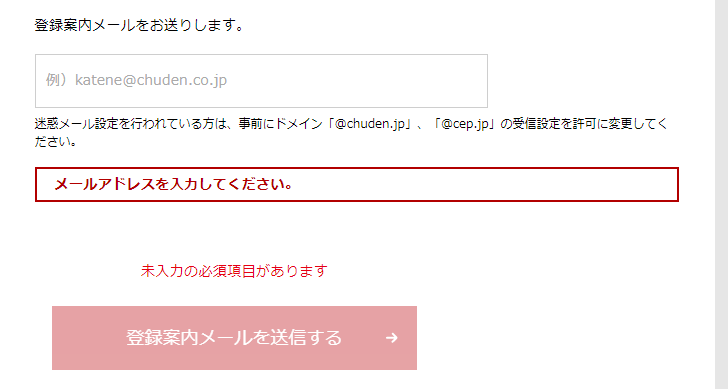 登録案内メールをお送りします。
例）katene@chuden.co.jp
迷惑メール設定を行われている方は、事前にドメイン「@chuden.jp」、「@cep.jp」の受信設定を許可に変更してく
ださい。
メールアドレスを入力してください。
未入力の必須項目があります
登録案内メールを送信する